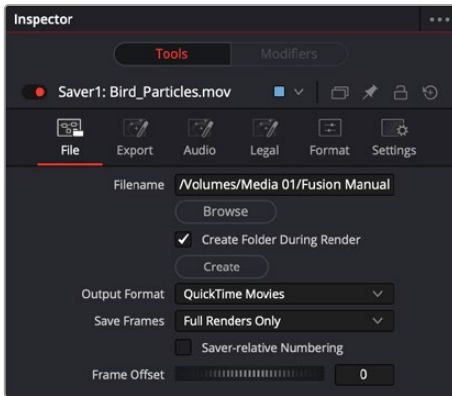 Inspector
Tools Modifiers
Saver1: Bird_Particles.mov
File Export Audio Legal Format Settings
Filename /Volumes/Media 01/Fusion Manual
Browse
Create Folder During Render
Create
Output Format QuickTime Movies
Save Frames Full Renders Only
Saver-relative Numbering
Frame Offset 0